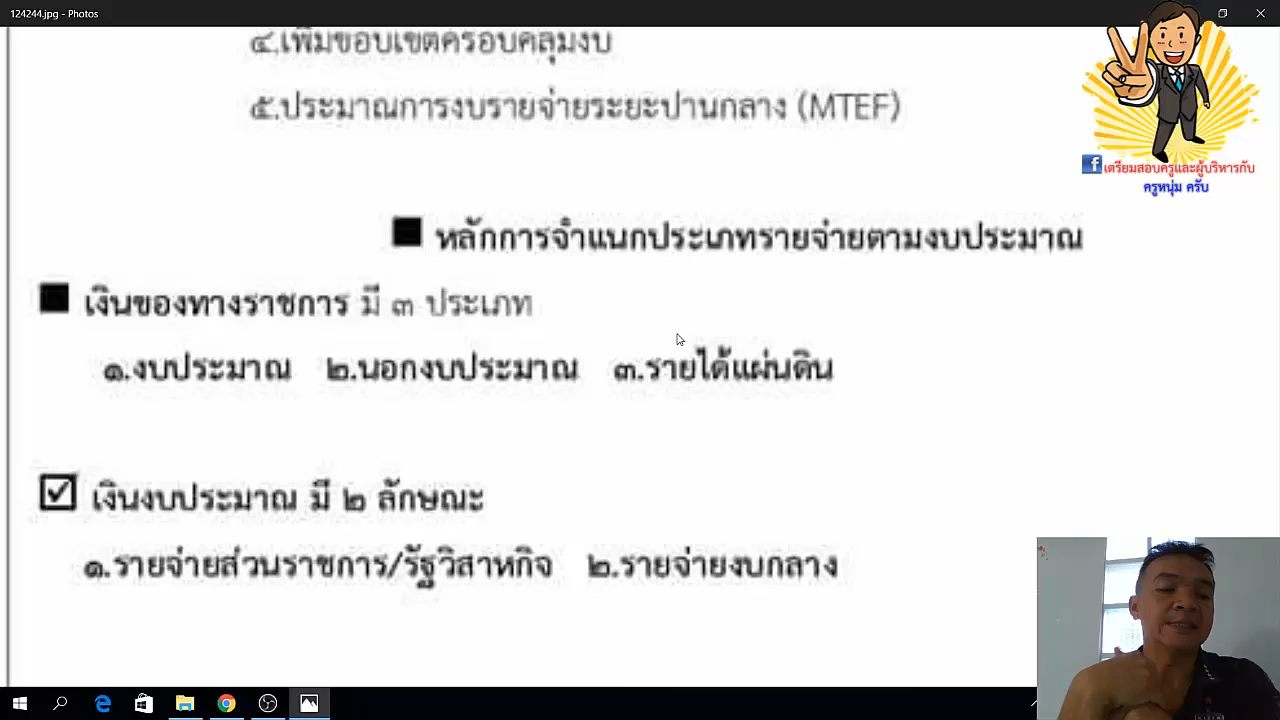 124244.jpg - Photos
๔.เพิ่มขอบเขตครอบคลุมงบ
๕.ประมาณการงบรายจ่ายระยะปานกลาง (MTEF)
f เตรียมสอบครูและผู้บริหารกับ
ครูหนุ่ม ครับ
หลักการจำแนกประเภทรายจ่ายตามงบประมาณ
เงินของทางราชการ มี ๓ ประเภท
๑.งบประมาณ ๒.นอกงบประมาณ ๓.รายได้แผ่นดิน
เงินงบประมาณ มี ๒ ลักษณะ
๑.รายจ่ายส่วนราชการ/รัฐวิสาหกิจ ๒.รายจ่ายงบกลาง